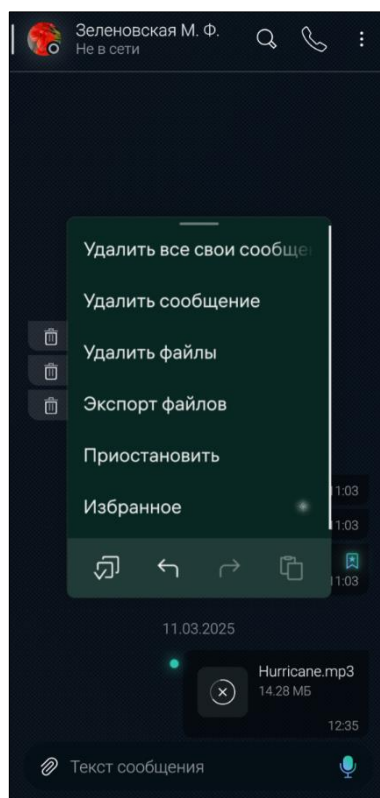 Зеленовская М. Ф.
Не в сети
Удалить все свои сообще
Удалить сообщение
Удалить файлы
Экспорт файлов
Приостановить
Избранное
11:03
11:03
11:03
11.03.2025
Hurricane.mp3
14.28 МБ
12:35
Текст сообщения